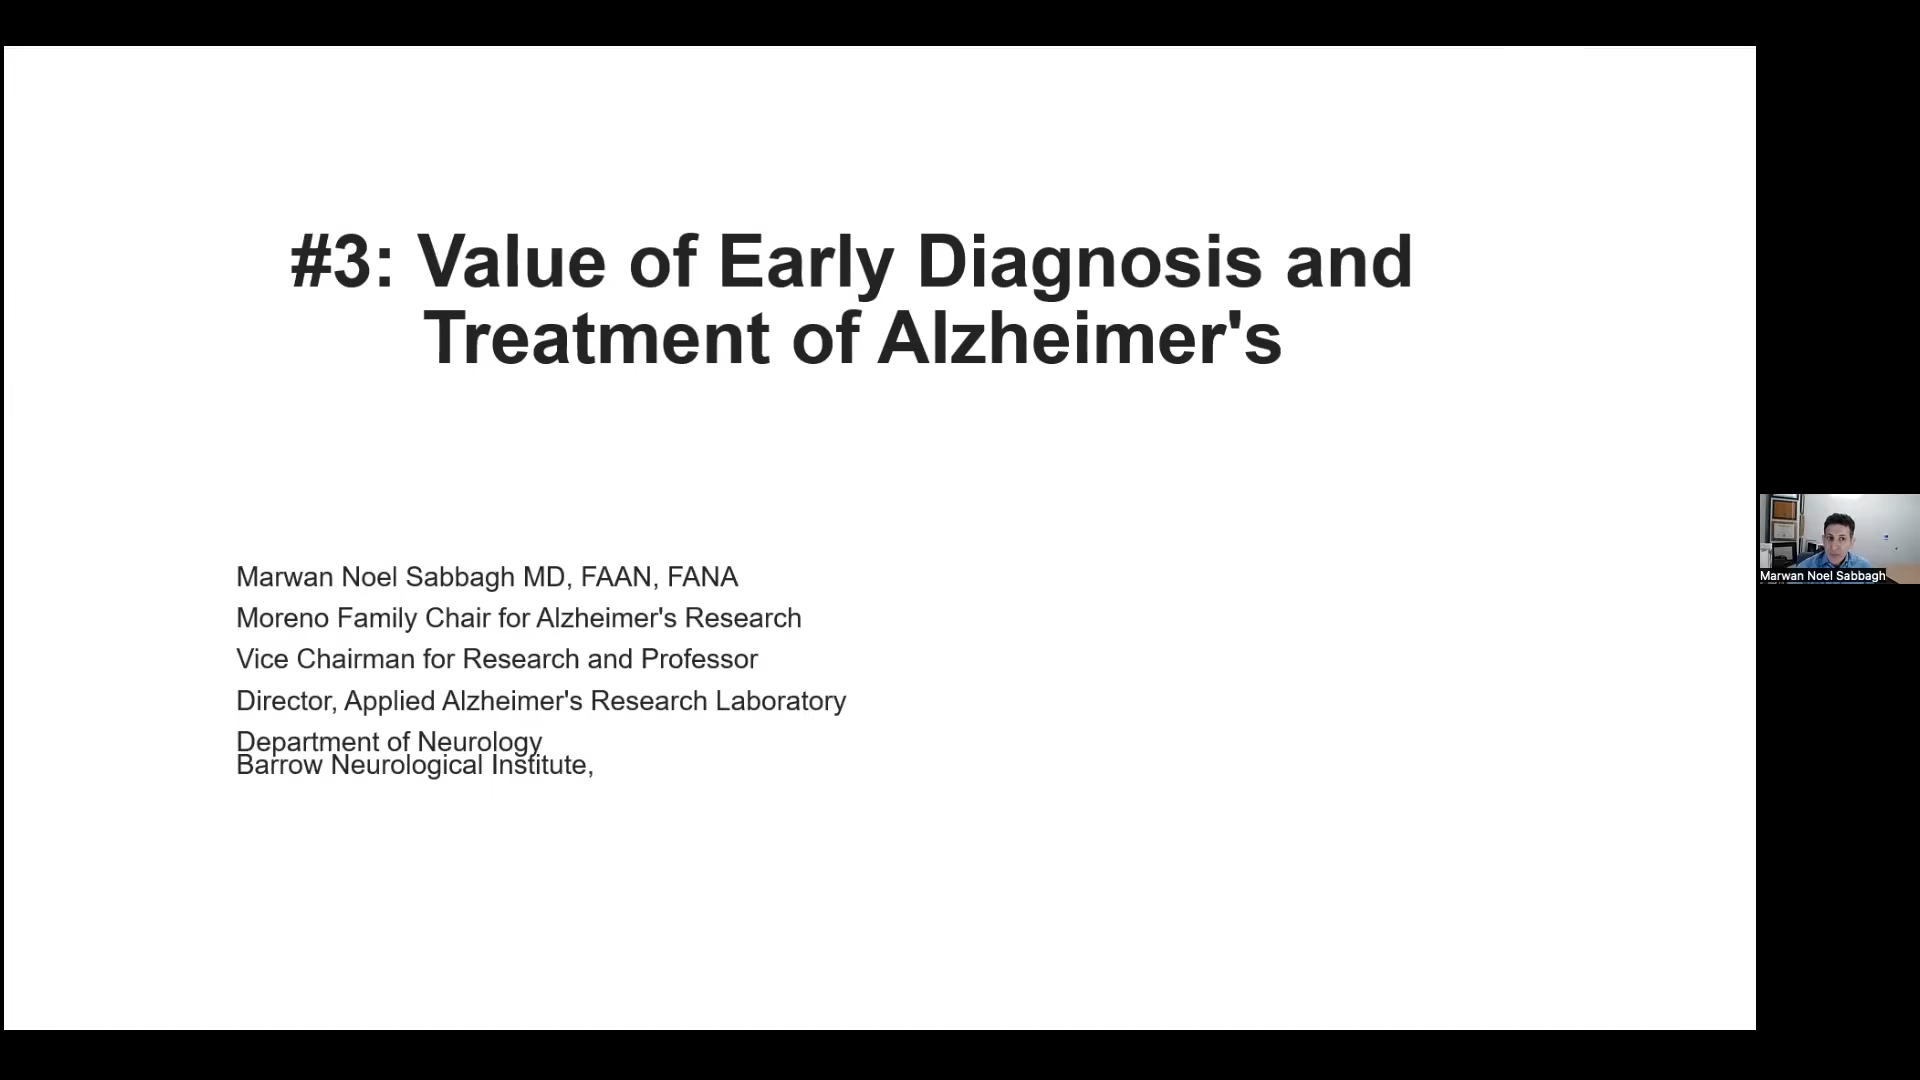 #3: Value of Early Diagnosis and
Treatment of Alzheimer's
Marwan Noel Sabbagh MD, FAAN, FANA
Moreno Family Chair for Alzheimer's Research
Vice Chairman for Research and Professor
Director, Applied Alzheimer's Research Laboratory
Department of Neurology
Barrow Neurological Institute,
Marwan Noel Sabbagh